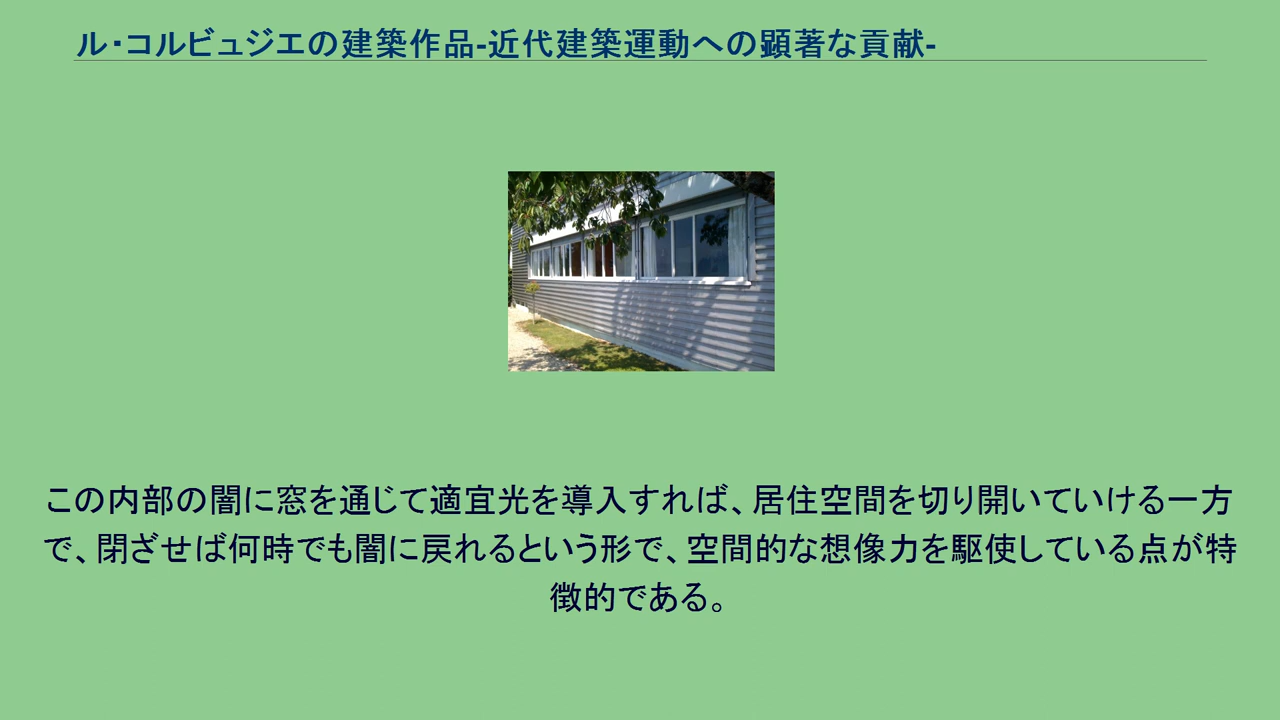 ル・コルビュジエの建築作品-近代建築運動への顕著な貢献-
この内部の闇に窓を通じて適宜光を導入すれば、居住空間を切り開いていける一方
で、閉ざせば何時でも闇に戻れるという形で、空間的な想像力を駆使している点が特
徴的である。